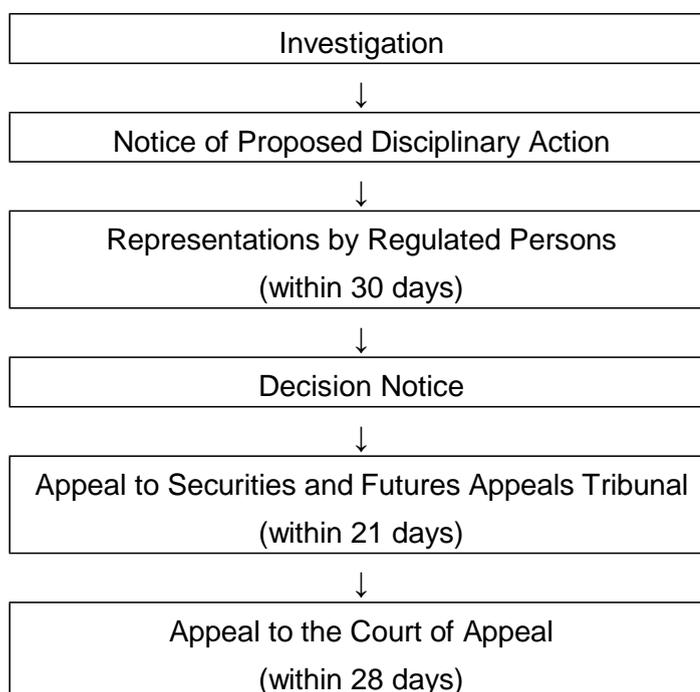 Investigation
↓
Notice of Proposed Disciplinary Action
↓
Representations by Regulated Persons
(within 30 days)
↓
Decision Notice
↓
Appeal to Securities and Futures Appeals Tribunal
(within 21 days)
↓
Appeal to the Court of Appeal
(within 28 days)